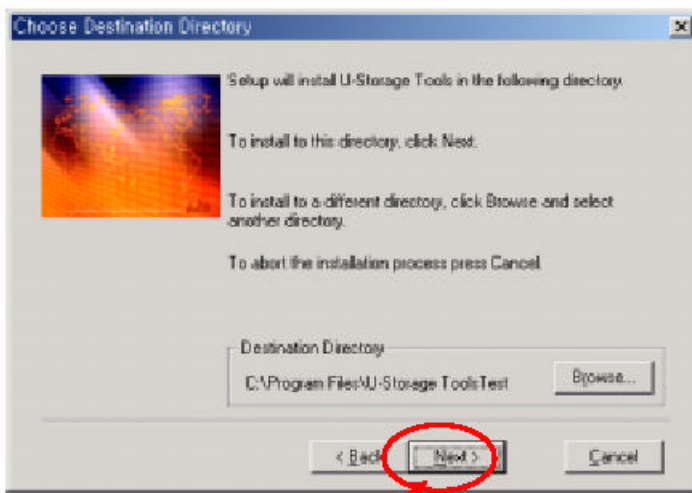 Choose Destination Directory
Setup will install U-Storage Tools in the following directory.
To install to this directory, click Next.
To install to a different directory, click Browse and select
another directory.
To abort the installation process press Cancel.
Destination Directory
C:\Program Files\U-Storage ToolsTest
Browse...
< Back
Next >
Cancel